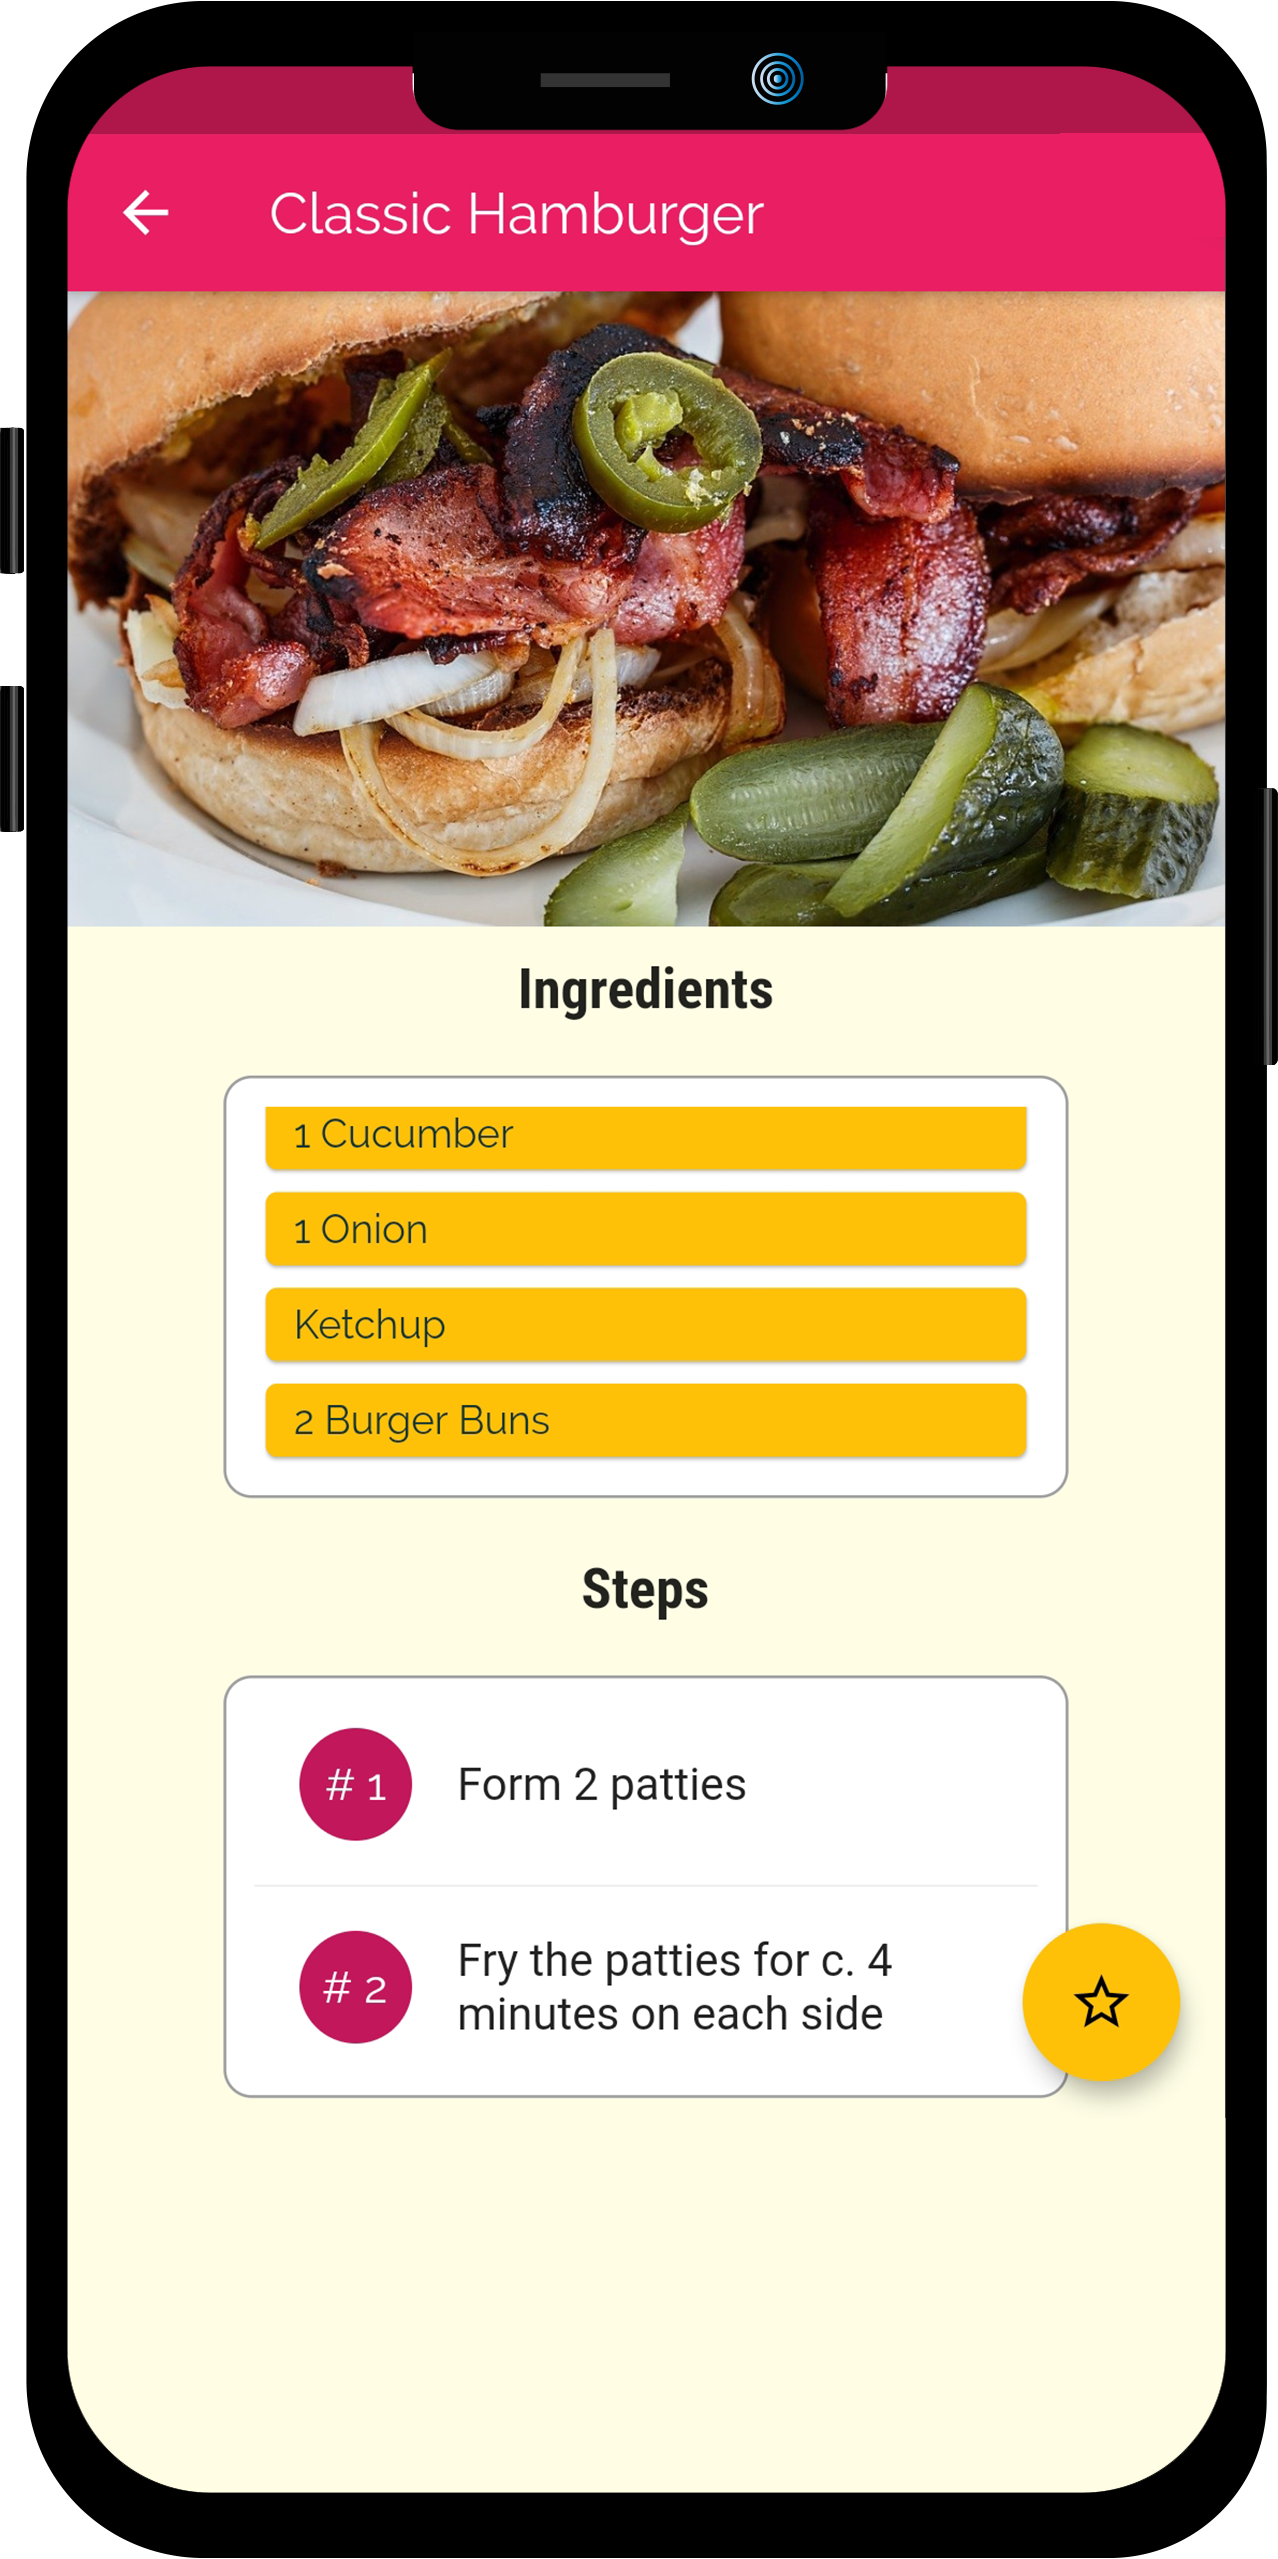 Classic Hamburger
Ingredients
1 Cucumber
1 Onion
Ketchup
2 Burger Buns
Steps
# 1
Form 2 patties
# 2
Fry the patties for c. 4
minutes on each side